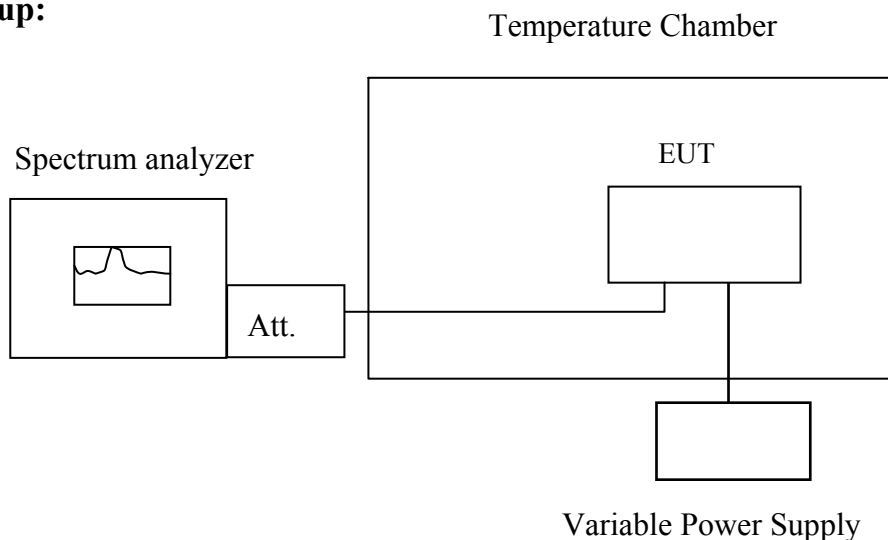 up:
Temperature Chamber
Spectrum analyzer
EUT
Att.
Variable Power Supply